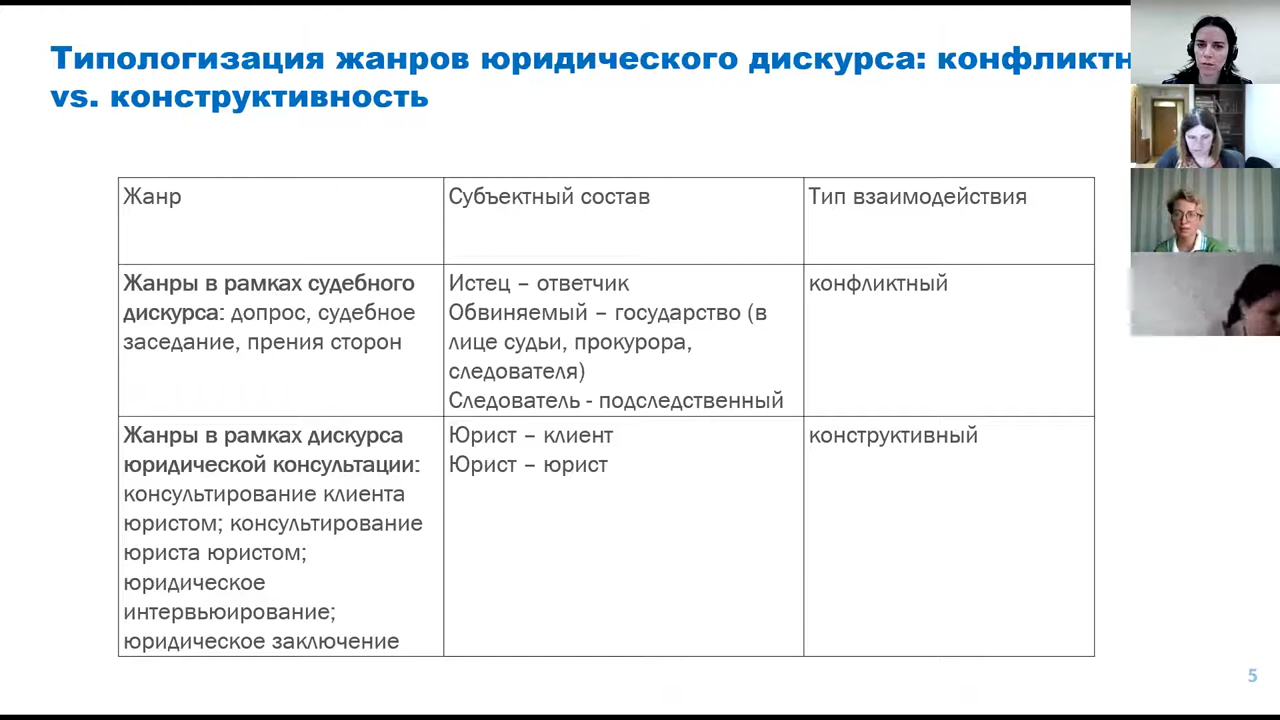 Типологизация жанров юридического дискурса: конфликтн
vs. конструктивность
Жанр
Субъектный состав
Тип взаимодействия
Жанры в рамках судебного
дискурса: допрос, судебное
заседание, прения сторон
Истец – ответчик
Обвиняемый – государство (в
лице судьи, прокурора,
следователя)
Следователь - подследственный
конфликтный
Жанры в рамках дискурса
юридической консультации:
консультирование клиента
юристом; консультирование
юриста юристом;
юридическое
интервьюирование;
юридическое заключение
Юрист – клиент
Юрист – юрист
конструктивный
5